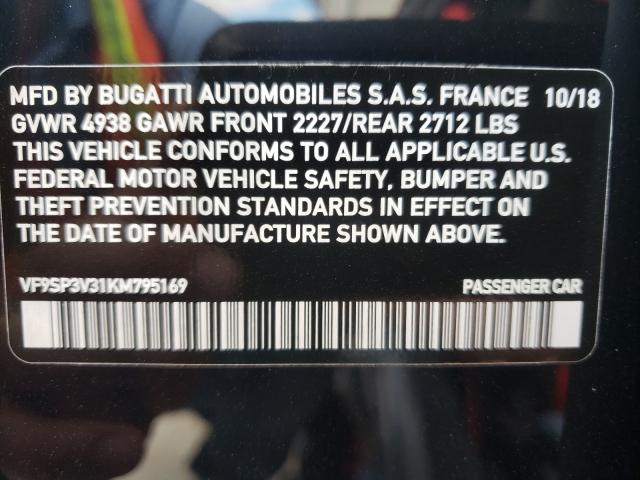 MFD BY BUGATTI AUTOMOBILES S.A.S. FRANCE 10/18
GVWR 4938 GAWR FRONT 2227/REAR 2712 LBS
THIS VEHICLE CONFORMS TO ALL APPLICABLE U.S.
FEDERAL MOTOR VEHICLE SAFETY, BUMPER AND
THEFT PREVENTION STANDARDS IN EFFECT ON
THE DATE OF MANUFACTURE SHOWN ABOVE.
VF9SP3V31KM795169 PASSENGER CAR